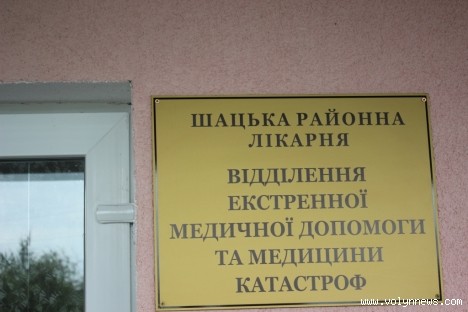 ШАЦЬКА РАЙОННА
ЛІКАРНЯ
ВІДДІЛЕННЯ
ЕКСТРЕННОЇ
МЕДИЧНОЇ ДОПОМОГИ
ТА МЕДИЦИНИ
КАТАСТРОФ
www.volynnews.com